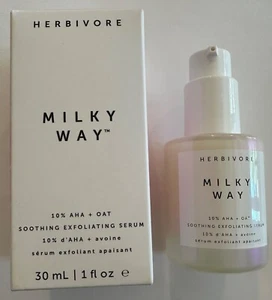 HERBIVORE
MILKY
WAY™
10% AHA + OAT
SOOTHING EXFOLIATING SERUM
10% d'AHA + avoine
sérum exfoliant apaisant
30 mL | 1 fl oz e
HERBIVORE
MILKY
WAY
10% AHA + OAT
SOOTHING EXFOLIATING SERUM
10% d'AHA + avoine
sérum exfoliant apaisant